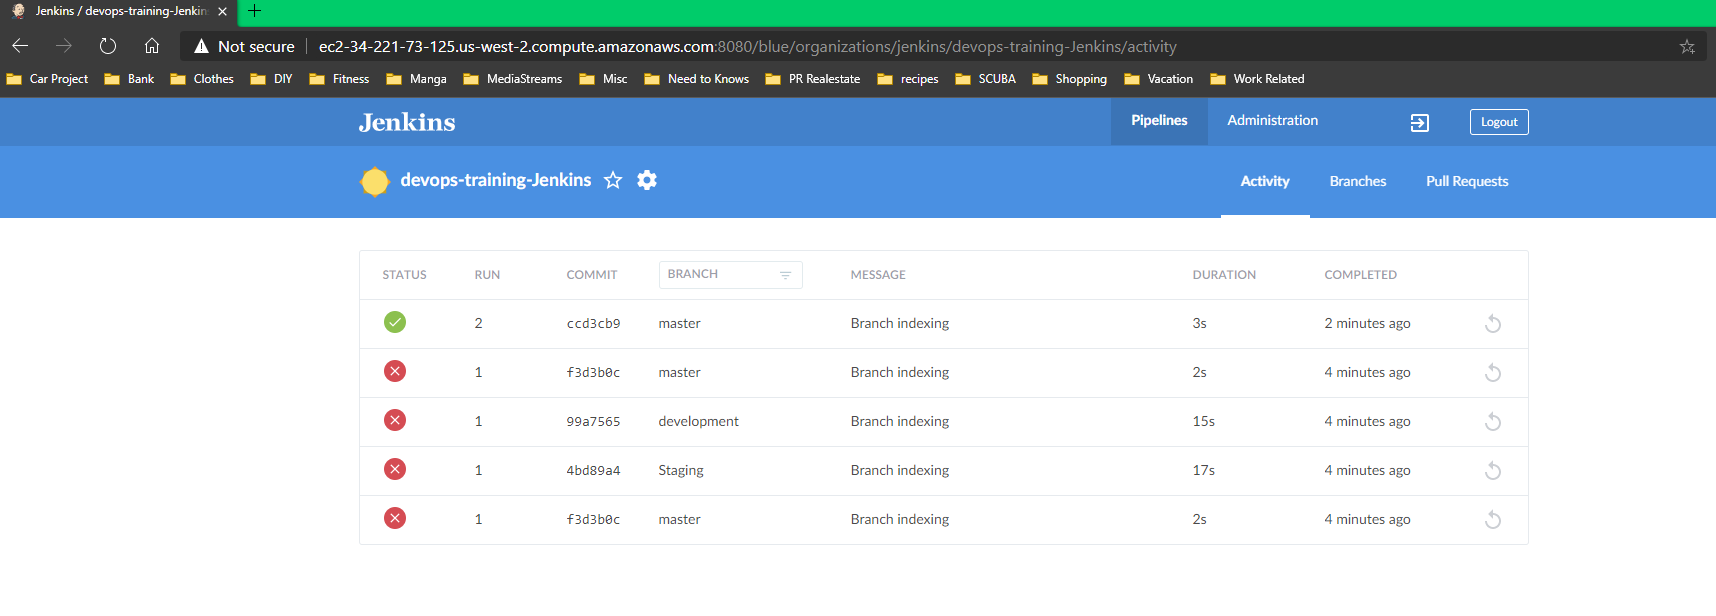 Jenkins / devops-training-Jenkin
Not secure ec2-34-221-73-125.us-west-2.compute.amazonaws.com:8080/blue/organizations/jenkins/devops-training-Jenkins/activity
Car Project Bank Clothes DIY Fitness Manga MediaStreams Misc Need to Knows PR Realestate recipes SCUBA Shopping Vacation Work Related
Jenkins Pipelines Administration Logout
devops-training-Jenkins Activity Branches Pull Requests
STATUS RUN COMMIT BRANCH MESSAGE DURATION COMPLETED
2 ccd3cb9 master Branch indexing 3s 2 minutes ago
1 f3d3b0c master Branch indexing 2s 4 minutes ago
1 99a7565 development Branch indexing 15s 4 minutes ago
1 4bd89a4 Staging Branch indexing 17s 4 minutes ago
1 f3d3b0c master Branch indexing 2s 4 minutes ago